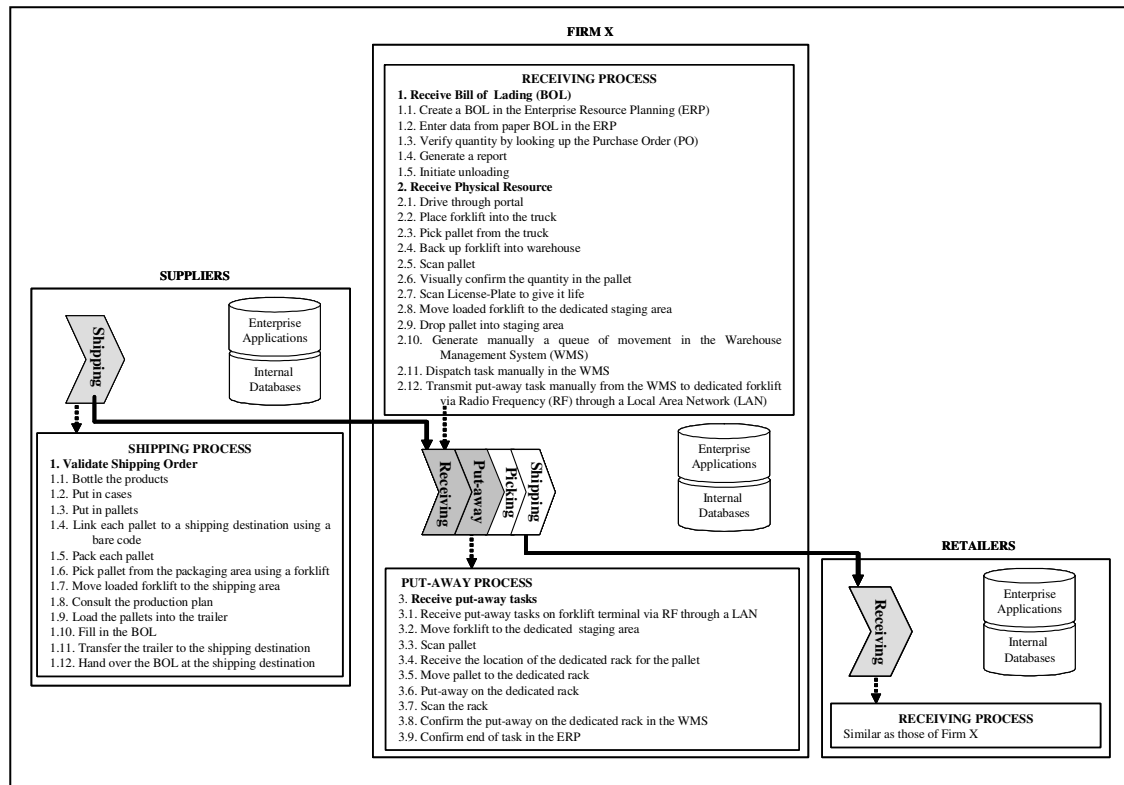 FIRM X
RECEIVING PROCESS
1. Receive Bill of Lading (BOL)
1.1. Create a BOL in the Enterprise Resource Planning (ERP)
1.2. Enter data from paper BOL in the ERP
1.3. Verify quantity by looking up the Purchase Order (PO)
1.4. Generate a report
1.5. Initiate unloading
2. Receive Physical Resource
2.1. Drive through portal
2.2. Place forklift into the truck
2.3. Pick pallet from the truck
2.4. Back up forklift into warehouse
2.5. Scan pallet
2.6. Visually confirm the quantity in the pallet
2.7. Scan License-Plate to give it life
2.8. Move loaded forklift to the dedicated staging area
2.9. Drop pallet into staging area
2.10. Generate manually a queue of movement in the Warehouse
Management System (WMS)
2.11. Dispatch task manually in the WMS
2.12. Transmit put-away task manually from the WMS to dedicated forklift
via Radio Frequency (RF) through a Local Area Network (LAN)
SUPPLIERS
Shipping
Enterprise
Applications
Internal
Databases
SHIPPING PROCESS
1. Validate Shipping Order
1.1. Bottle the products
1.2. Put in cases
1.3. Put in pallets
1.4. Link each pallet to a shipping destination using a
bare code
1.5. Pack each pallet
1.6. Pick pallet from the packaging area using a forklift
1.7. Move loaded forklift to the shipping area
1.8. Consult the production plan
1.9. Load the pallets into the trailer
1.10. Fill in the BOL
1.11. Transfer the trailer to the shipping destination
1.12. Hand over the BOL at the shipping destination
Receiving
Put-away
Picking
Shipping
Enterprise
Applications
Internal
Databases
PUT-AWAY PROCESS
3. Receive put-away tasks
3.1. Receive put-away tasks on forklift terminal via RF through a LAN
3.2. Move forklift to the dedicated staging area
3.3. Scan pallet
3.4. Receive the location of the dedicated rack for the pallet
3.5. Move pallet to the dedicated rack
3.6. Put-away on the dedicated rack
3.7. Scan the rack
3.8. Confirm the put-away on the dedicated rack in the WMS
3.9. Confirm end of task in the ERP
RETAILERS
Receiving
Enterprise
Applications
Internal
Databases
RECEIVING PROCESS
Similar as those of Firm X